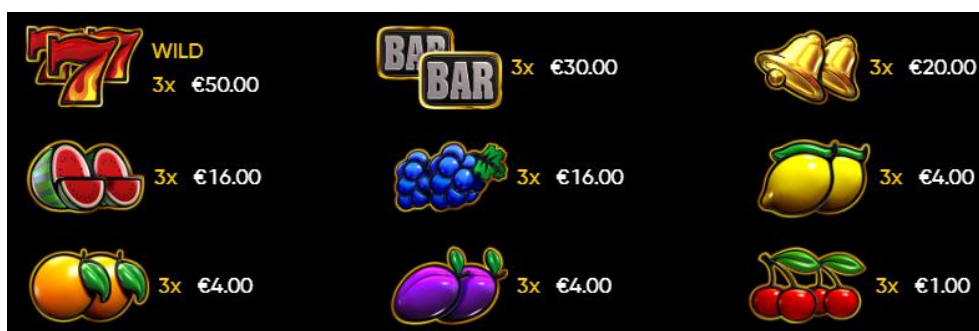 777 WILD
3x €50.00
BAR BAR 3x €30.00
3x €20.00
3x €16.00
3x €16.00
3x €4.00
3x €4.00
3x €4.00
3x €1.00